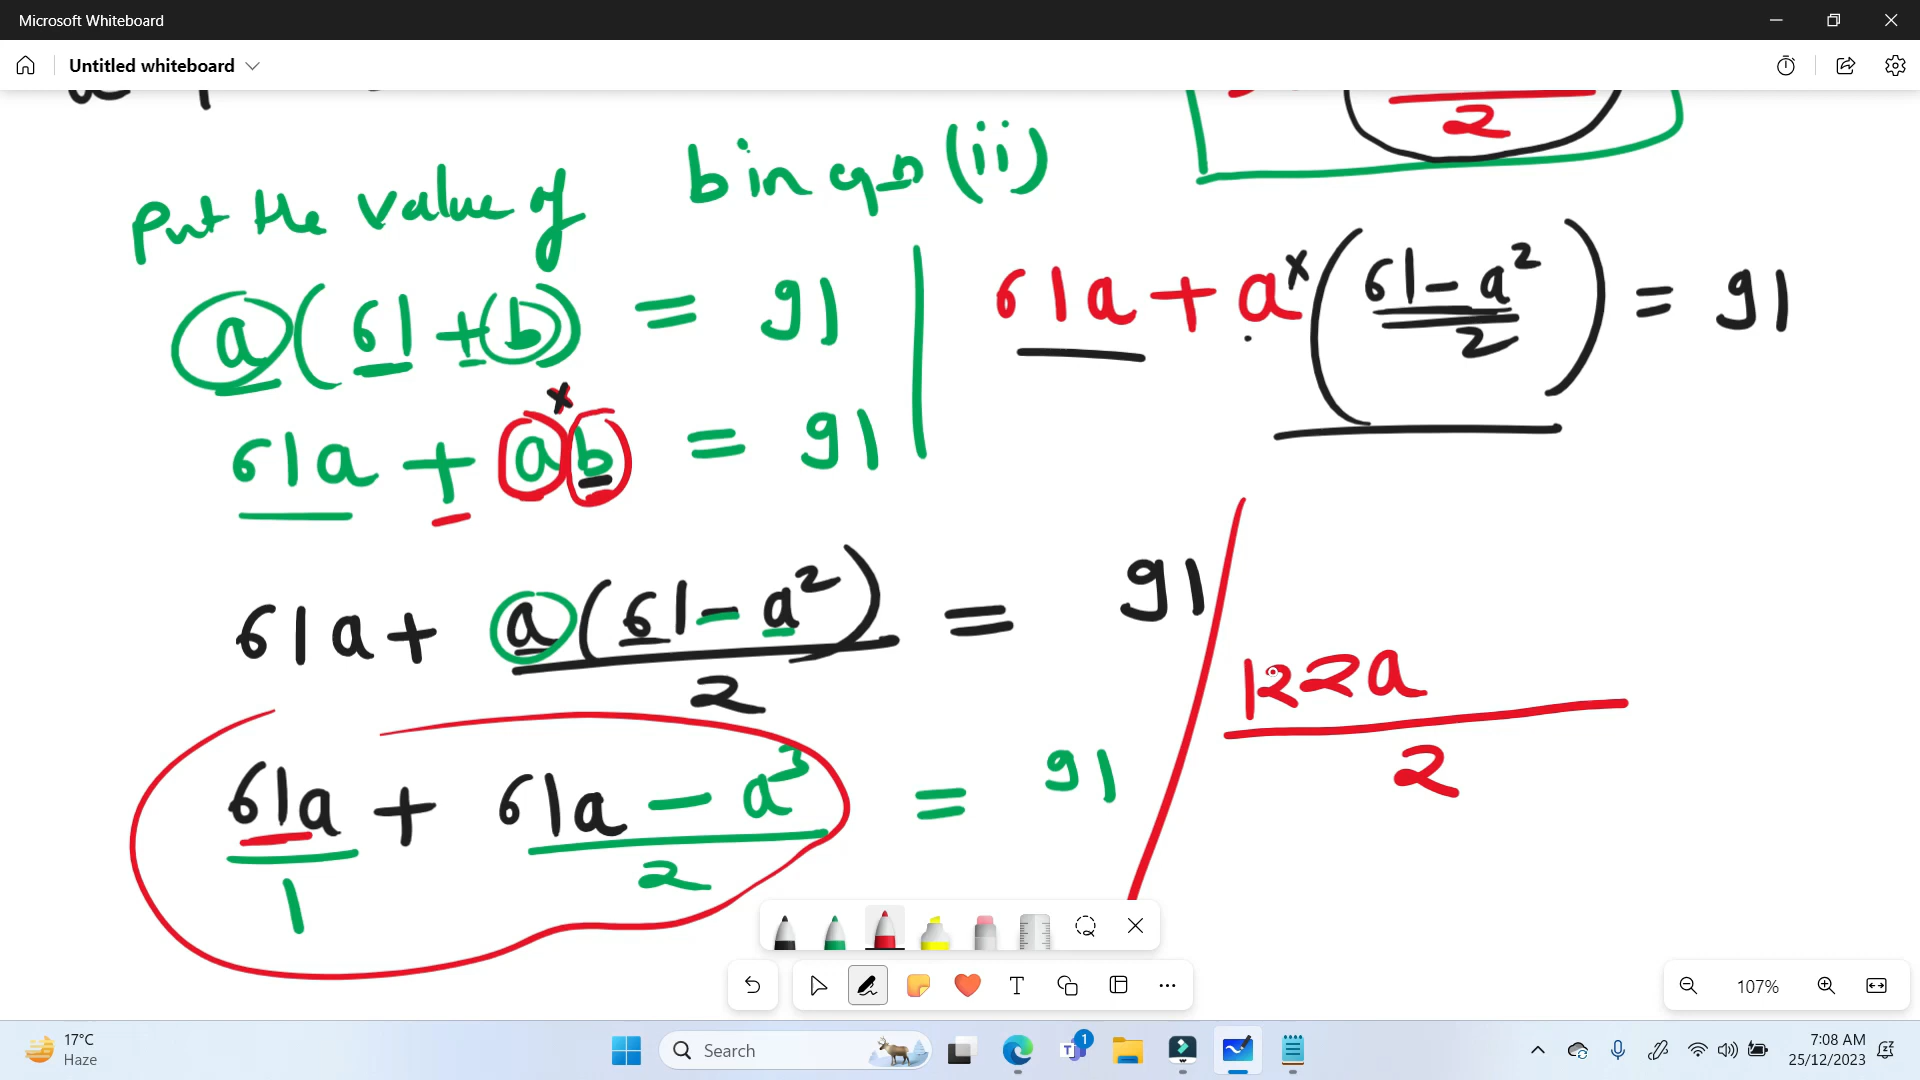 Microsoft Whiteboard
Untitled whiteboard
2
put the value of b in eqn (ii)
a(61+(b)) = 91
61a + a x (61-a²
2) = 91
x
61a + ab = 91
61a + a(61-a²) = 91
2
122a
2
61a + 61a - a³ = 91
1 2
107%
17°C
Haze
Search
1
7:08 AM
25/12/2023